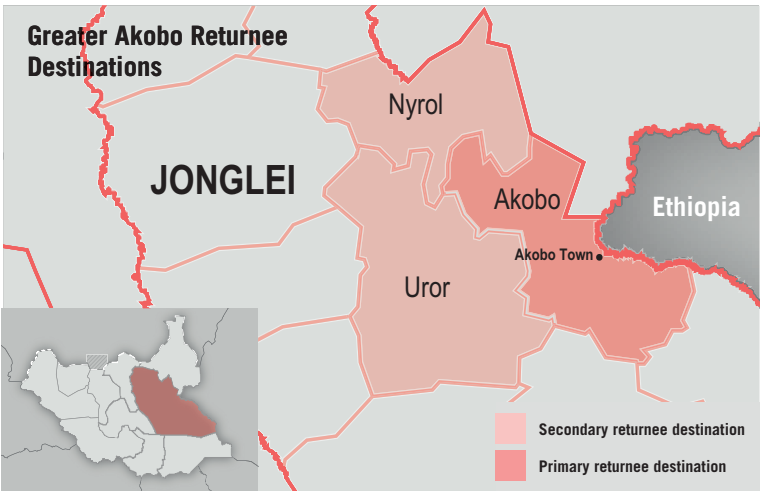 Greater Akobo Returnee
Destinations
Nyrol
JONGLEI
Akobo
Ethiopia
Akobo Town
Uror
Secondary returnee destination
Primary returnee destination